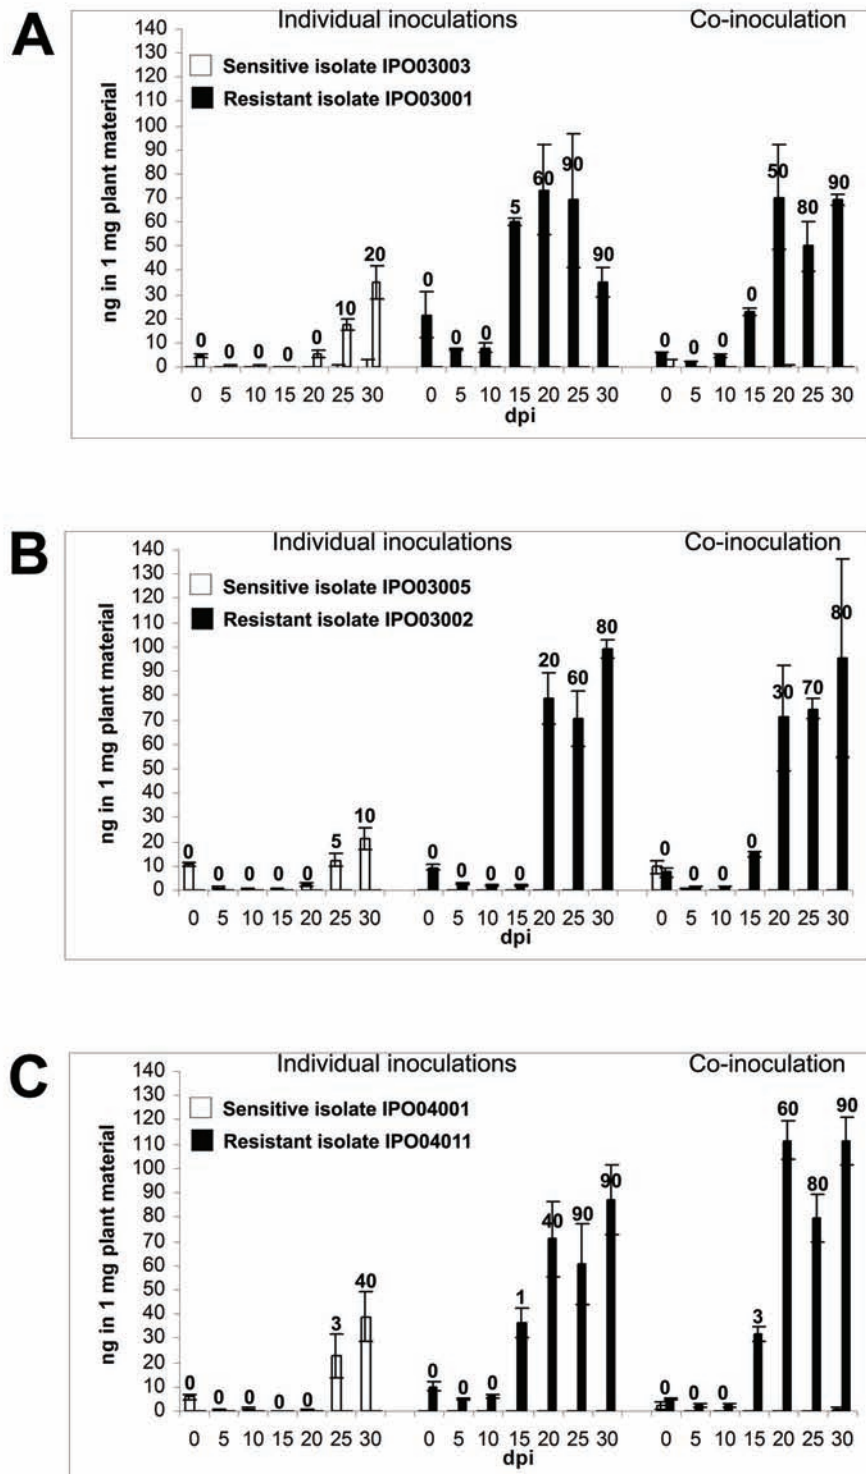 A
Individual inoculations Co-inoculation
140
130
120
110
100
90
80
70
60
50
40
30
20
10
0
ng in 1 mg plant material
Sensitive isolate IPO03003
Resistant isolate IPO03001
0 0 0 0 0 10 20 0 0 0 5 60 90 90 0 0 0 0 50 80 90
0 5 10 15 20 25 30 0 5 10 15 20 25 30 0 5 10 15 20 25 30
dpi
B
Individual inoculations Co-inoculation
140
130
120
110
100
90
80
70
60
50
40
30
20
10
0
ng in 1 mg plant material
Sensitive isolate IPO03005
Resistant isolate IPO03002
0 0 0 0 0 5 10 0 0 0 0 20 60 80 0 0 0 0 30 70 80
0 5 10 15 20 25 30 0 5 10 15 20 25 30 0 5 10 15 20 25 30
dpi
C
Individual inoculations Co-inoculation
140
130
120
110
100
90
80
70
60
50
40
30
20
10
0
ng in 1 mg plant material
Sensitive isolate IPO04001
Resistant isolate IPO04011
0 0 0 0 0 3 40 0 0 0 1 40 90 90 0 0 0 3 60 80 90
0 5 10 15 20 25 30 0 5 10 15 20 25 30 0 5 10 15 20 25 30
dpi